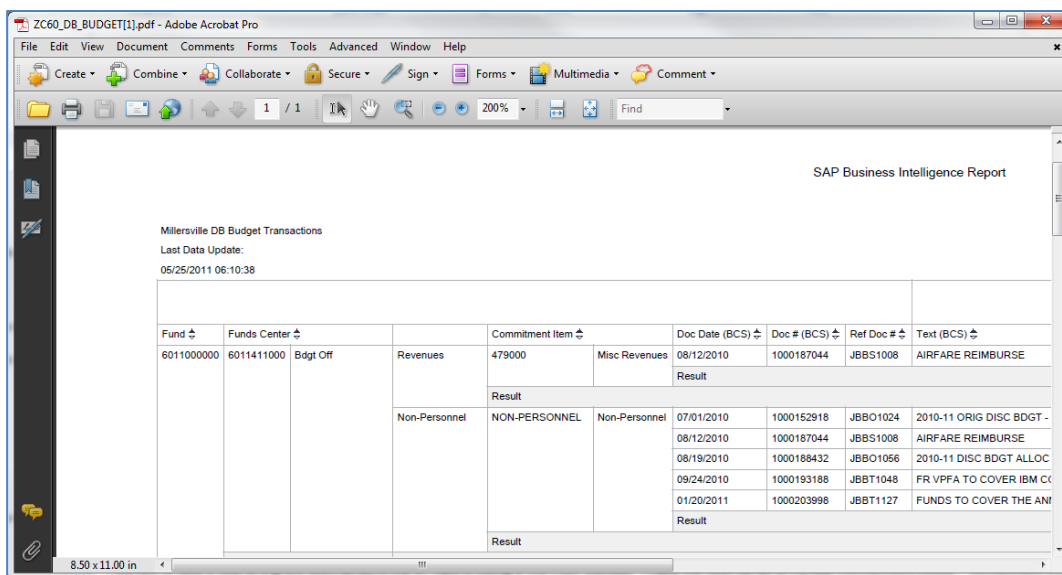 ZC60_DB_BUDGET[1].pdf - Adobe Acrobat Pro
File Edit View Document Comments Forms Tools Advanced Window Help
Create Combine Collaborate Secure Sign Forms Multimedia Comment
1 / 1 200% Find
SAP Business Intelligence Report
Millersville DB Budget Transactions
Last Data Update:
05/25/2011 06:10:38
Fund Funds Center Commitment Item Doc Date (BCS) Doc # (BCS) Ref Doc # Text (BCS)
6011000000 6011411000 Bdgt Off Revenues 479000 Misc Revenues 08/12/2010 1000187044 JBBS1008 AIRFARE REIMBURSE
Result
Result
Non-Personnel NON-PERSONNEL Non-Personnel 07/01/2010 1000152918 JBBO1024 2010-11 ORIG DISC BDGT -
08/12/2010 1000187044 JBBS1008 AIRFARE REIMBURSE
08/19/2010 1000188432 JBBO1056 2010-11 DISC BDGT ALLOC
09/24/2010 1000193188 JBBT1048 FR VPFA TO COVER IBM
01/20/2011 1000203998 JBBT1127 FUNDS TO COVER THE
Result
Result
8.50 x 11.00 in